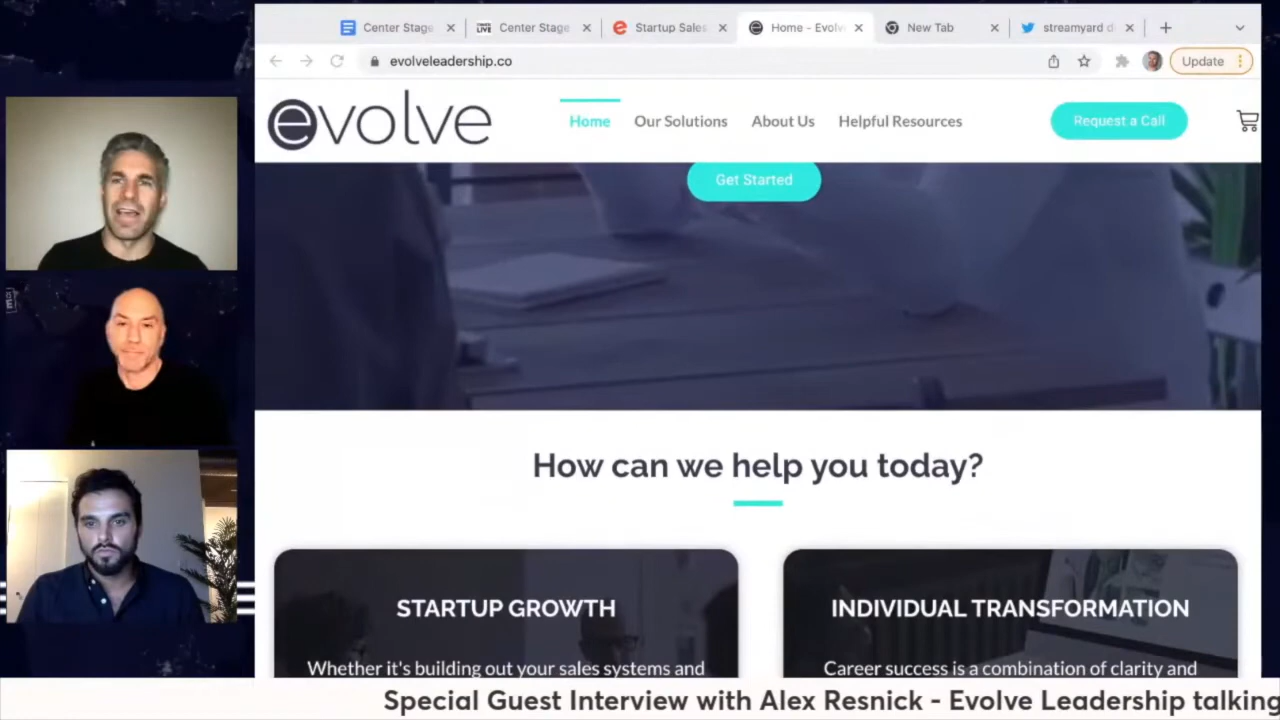 Center Stage
Center Stage
Startup Sales
Home - Evolv
New Tab
streamyard d
evolveleadership.co
Update
evolve
Home
Our Solutions
About Us
Helpful Resources
Request a Call
Get Started
How can we help you today?
STARTUP GROWTH
INDIVIDUAL TRANSFORMATION
Whether it's building out your sales systems and
Career success is a combination of clarity and
Special Guest Interview with Alex Resnick - Evolve Leadership talking